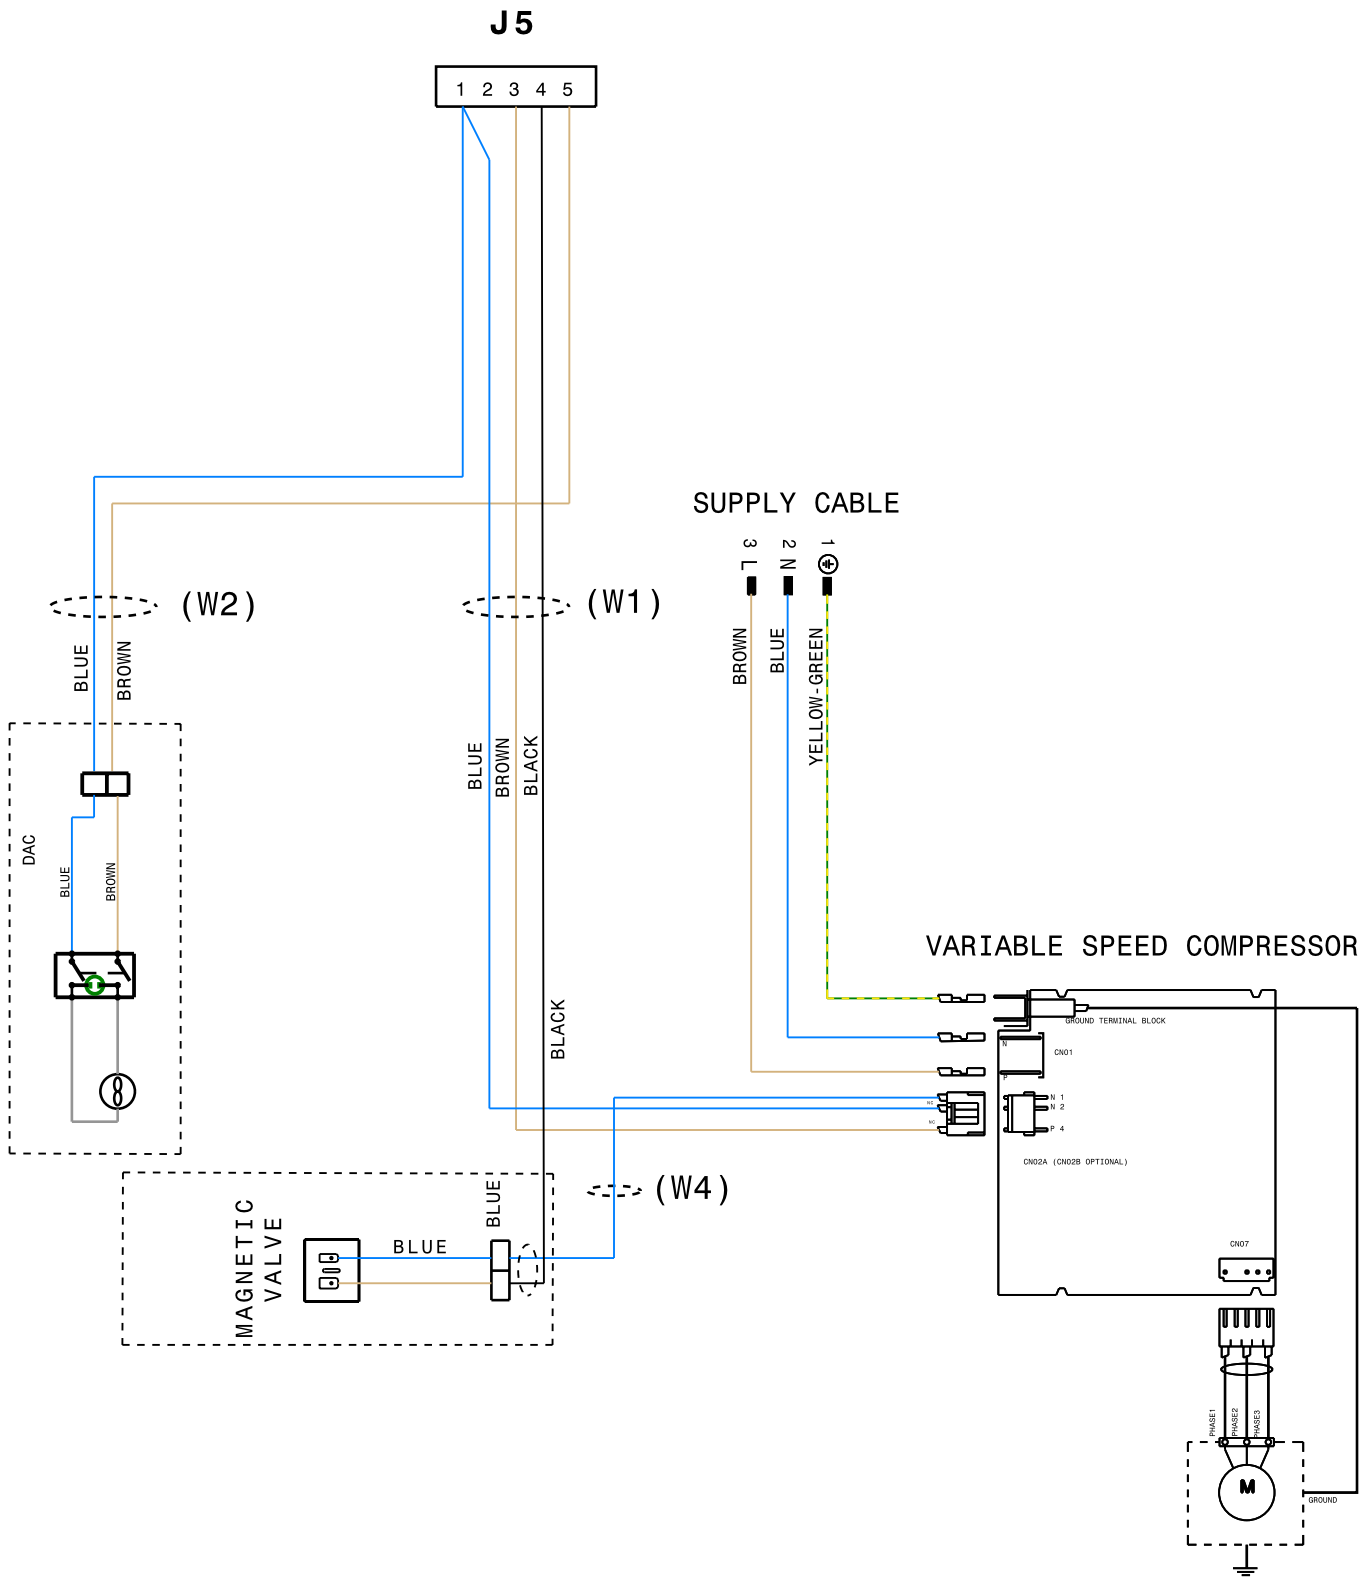 J5
1 2 3 4 5
SUPPLY CABLE
3 L
2 N
1
(W2)
(W1)
BLUE
BROWN
BROWN
BLUE
YELLOW-GREEN
BLUE
BROWN
BLACK
DAC
BLUE
BROWN
VARIABLE SPEED COMPRESSOR
BLACK
GROUND TERMINAL BLOCK
N
CN01
P
NC
NC
N 1
N 2
P 4
CN02A (CN02B OPTIONAL)
(W4)
MAGNETIC
VALVE
BLUE
BLUE
CN07
PHASE1
PHASE2
PHASE3
M
GROUND